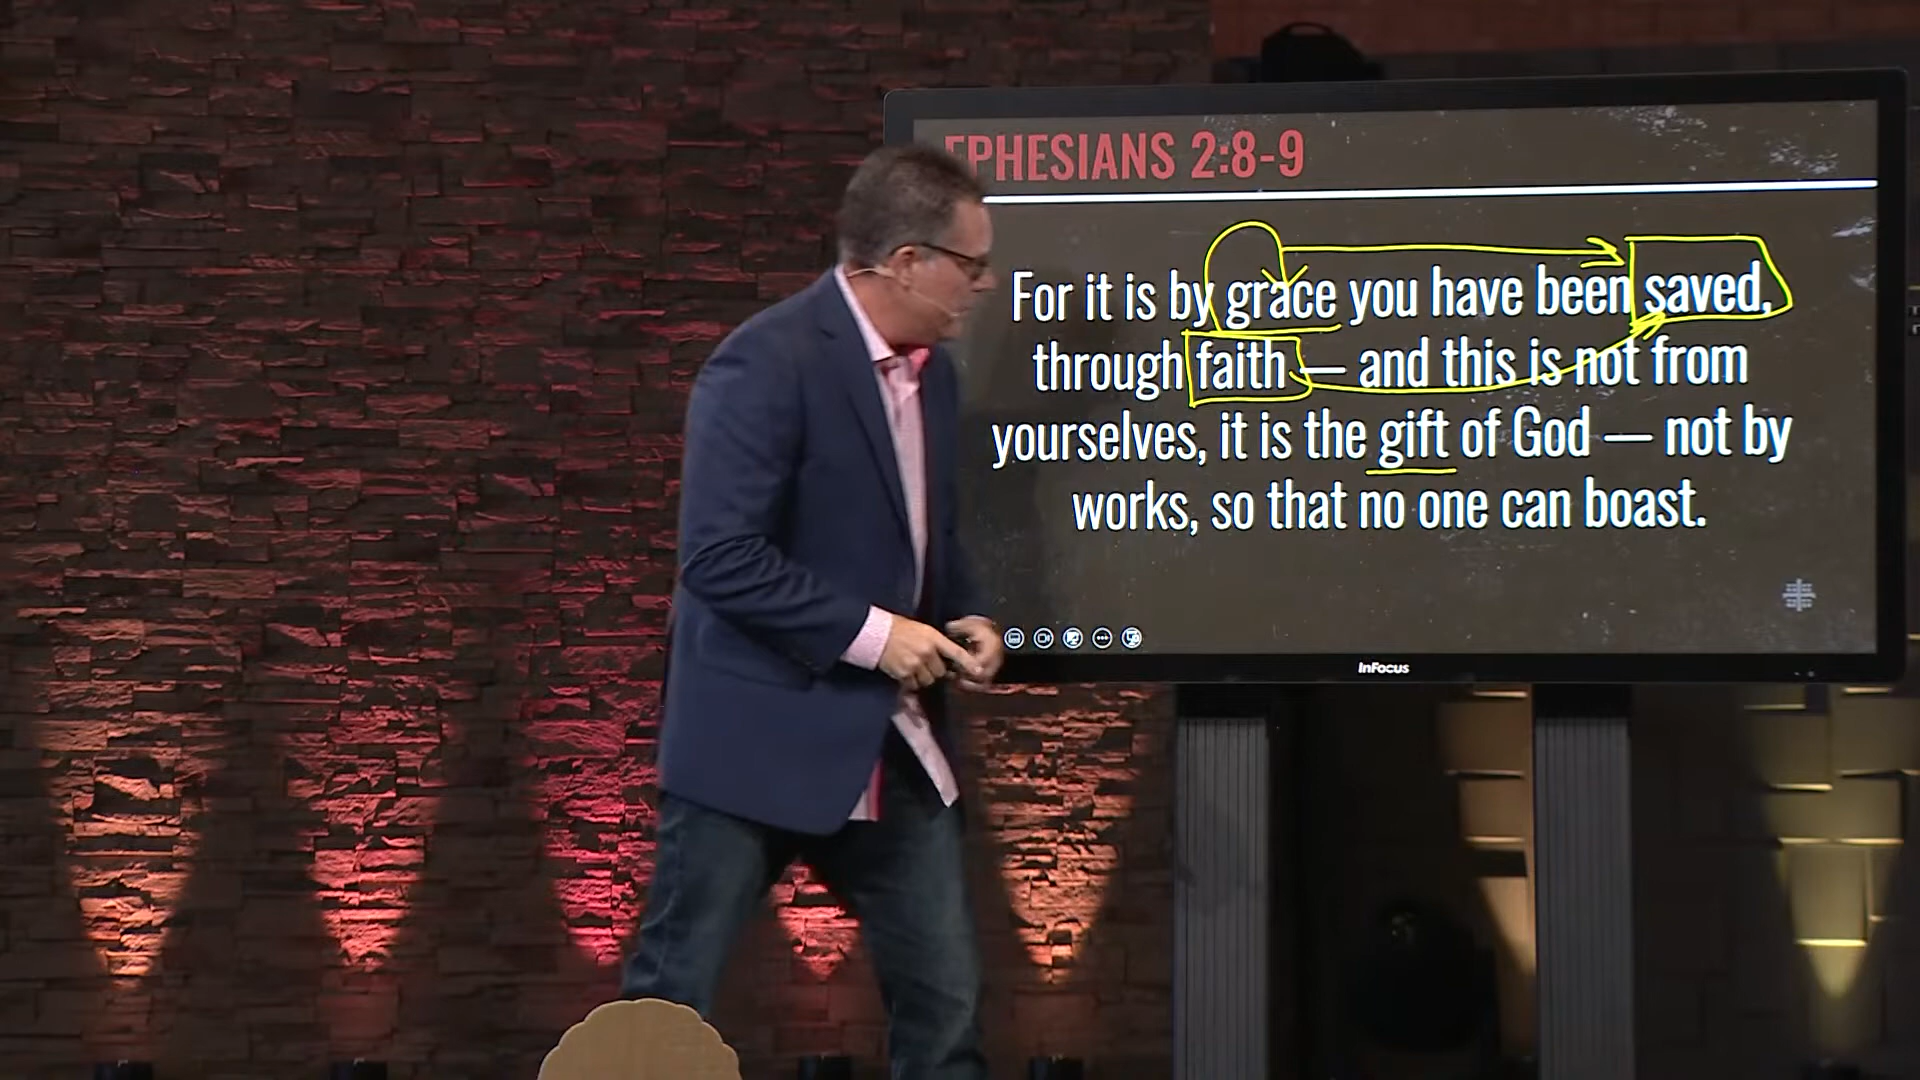 EPHESIANS 2:8-9
For it is by grace you have been saved,
through faith — and this is not from
yourselves, it is the gift of God — not by
works, so that no one can boast.
InFocus